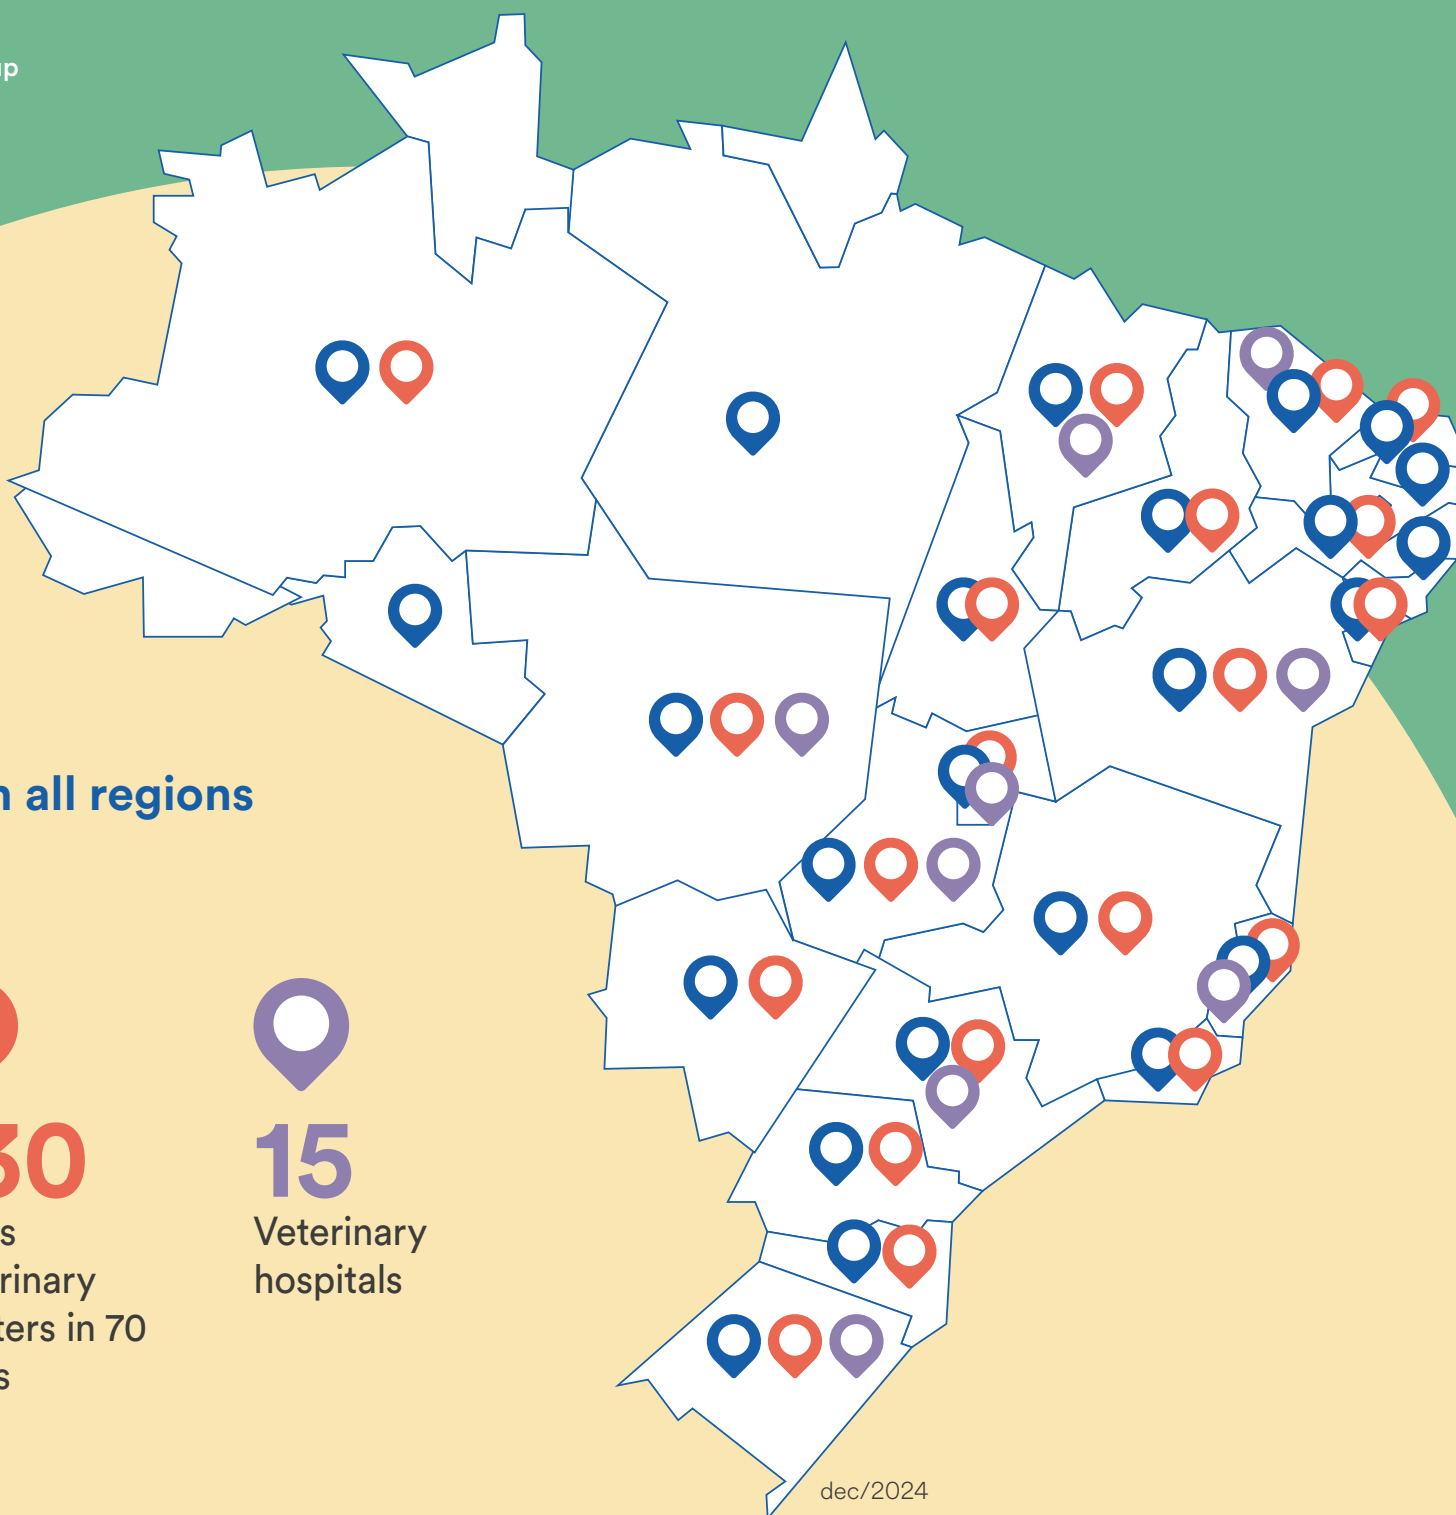 up
n all regions
30
15
s
Veterinary
rinary
hospitals
ters in 70
s
dec/2024